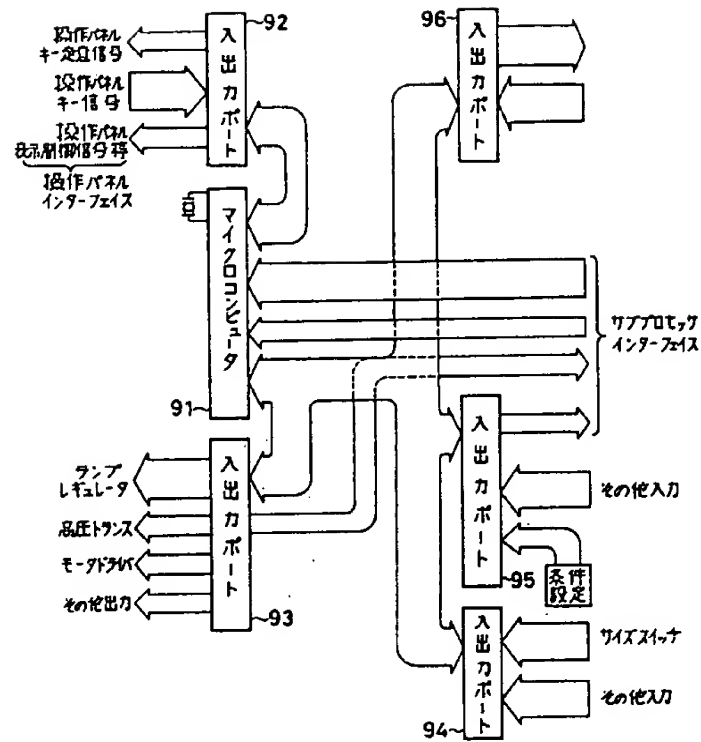 92
操作パネル
キー走査信号
操作パネル
キー信号
操作パネル
表示制御信号等
操作パネル
インターフェイス
入出力ポート
96
入出力ポート
マイクロコンピュータ
91
サブプロセッサ
インターフェイス
ランプ
レギュレータ
高圧トランス
モータドライバ
その他出力
入出力ポート
93
入出力ポート
95
その他入力
条件
設定
入出力ポート
94
サイズスイッチ
その他入力